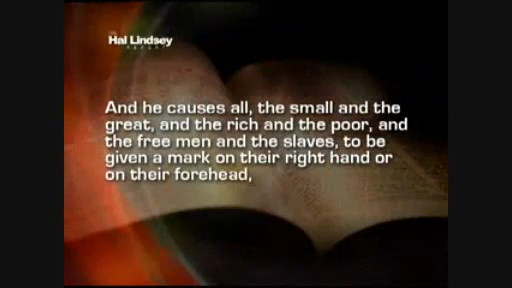 Hal Lindsey
REPORT
And he causes all, the small and the
great, and the rich and the poor, and
the free men and the slaves, to be
given a mark on their right hand or
on their forehead,